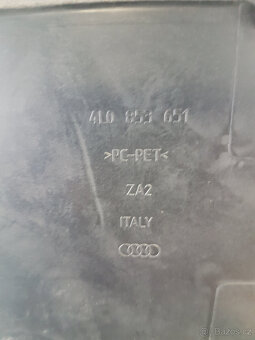 4L0 853 651
>PC-PET<
ZA2
ITALY